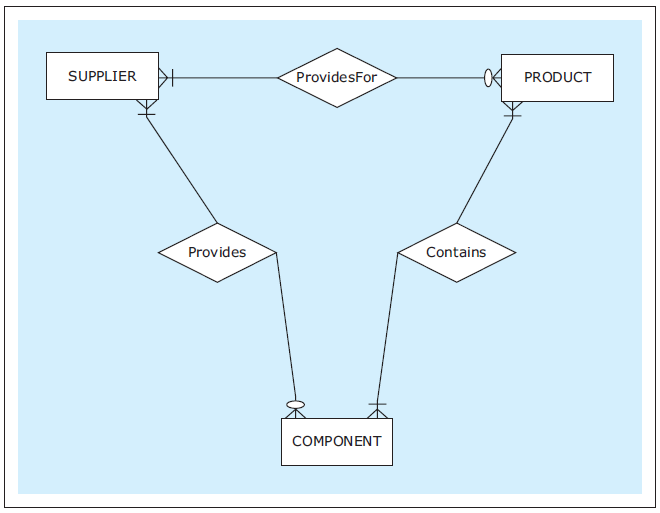 SUPPLIER
ProvidesFor
PRODUCT
Provides
Contains
COMPONENT